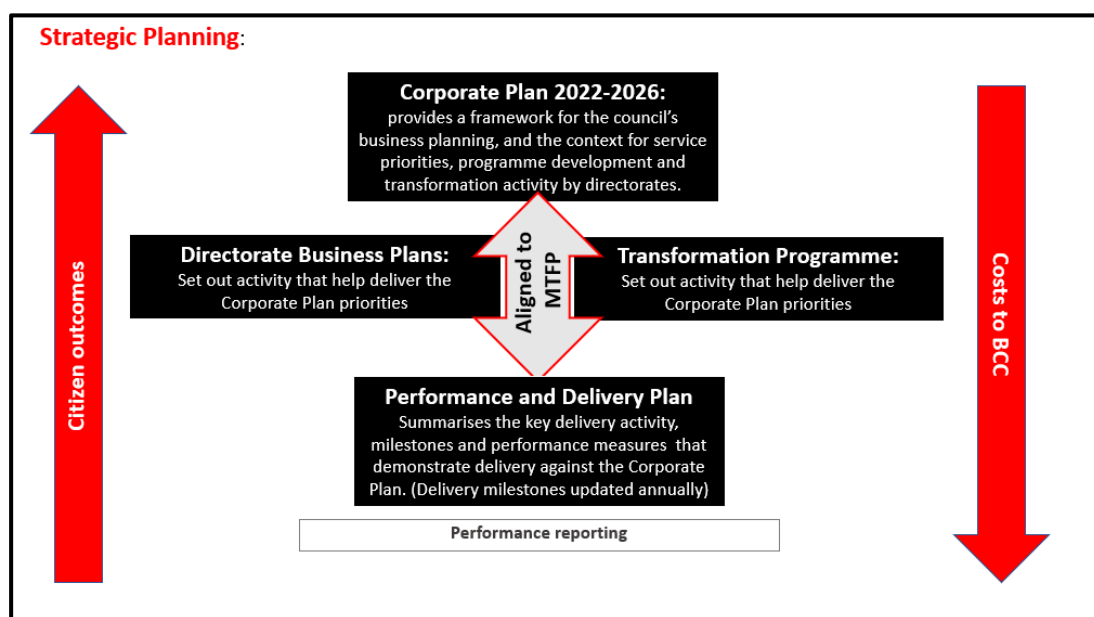 Strategic Planning:
Corporate Plan 2022-2026:
provides a framework for the council's
business planning, and the context for service
priorities, programme development and
transformation activity by directorates.
Directorate Business Plans:
Set out activity that help deliver the
Corporate Plan priorities
Aligned to
MTFP
Transformation Programme:
Set out activity that help deliver the
Corporate Plan priorities
Citizen outcomes
Costs to BCC
Performance and Delivery Plan
Summarises the key delivery activity,
milestones and performance measures that
demonstrate delivery against the Corporate
Plan. (Delivery milestones updated annually)
Performance reporting